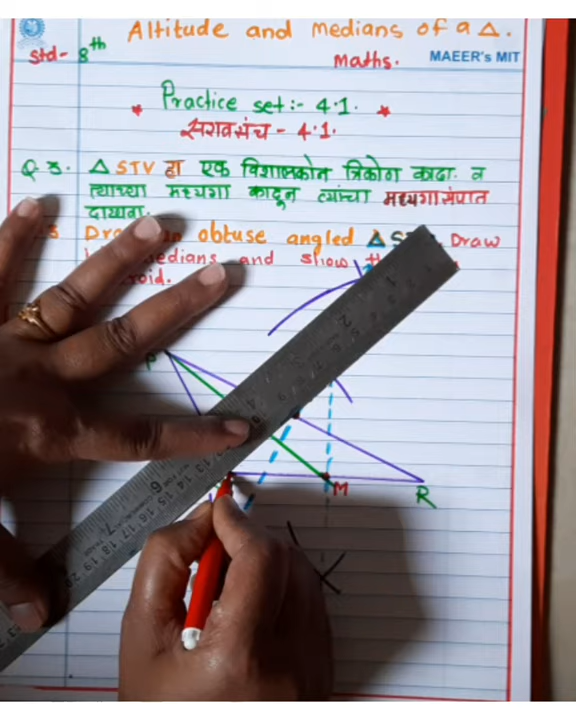 Altitude and medians of a Δ.
Std- 8th
Maths.
MAEER's MIT
* Practice set :- 4.1. *
सरावसंच - 4.1.
Q 3. Δ STV हा एक विशालकोन त्रिकोण काढा. व
त्याच्या मध्यगा काढून त्यांचा मध्यगासंपात
दाखवा.
obtuse angled Draw
and show
P
M
R